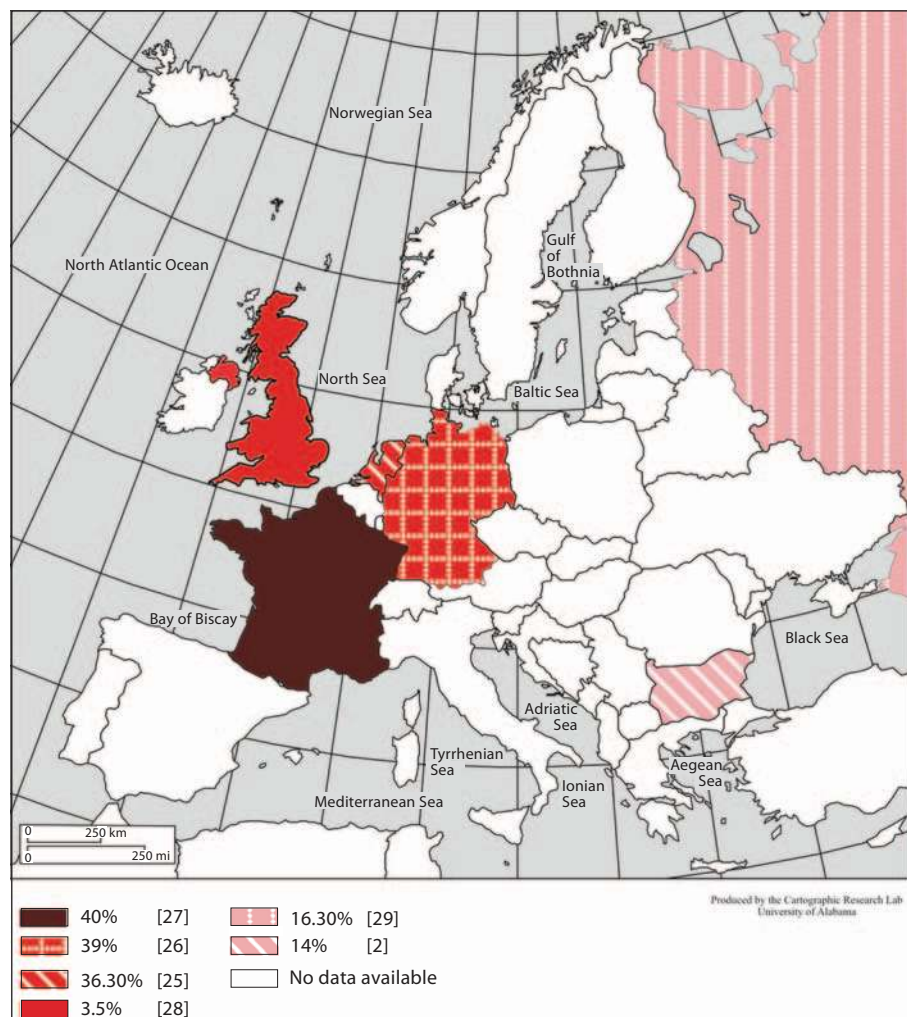 Norwegian Sea
Gulf
of
Bothnia
North Atlantic Ocean
North Sea
Baltic Sea
Bay of Biscay
Black Sea
Adriatic
Sea
Tyrrhenian
Sea
Aegean
Sea
Ionian
Sea
Mediterranean Sea
0 250 km
0 250 mi
Produced by the Cartographic Research Lab
University of Alabama
40% [27]
39% [26]
36.30% [25]
3.5% [28]
16.30% [29]
14% [2]
No data available